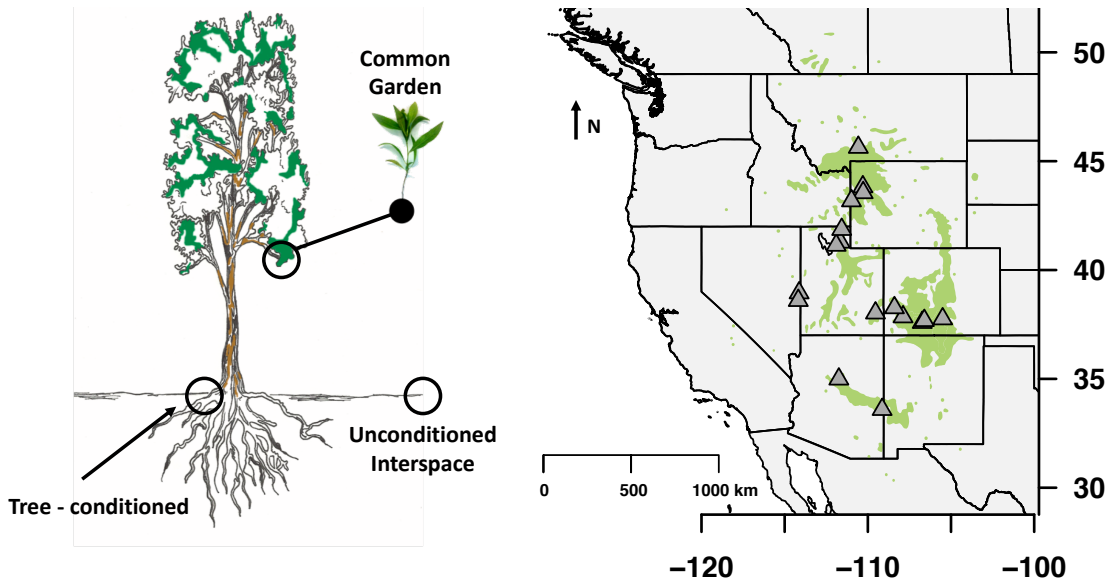 Common
Garden
Unconditioned
Interspace
Tree - conditioned
N
50
45
40
35
30
0 500 1000 km
−120 −110 −100